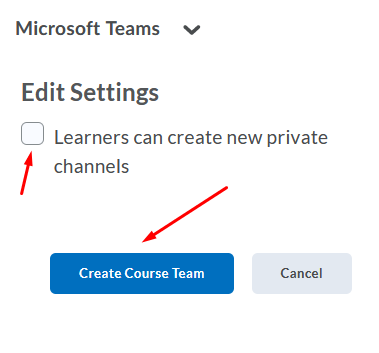 Microsoft Teams
Edit Settings
Learners can create new private
channels
Create Course Team
Cancel